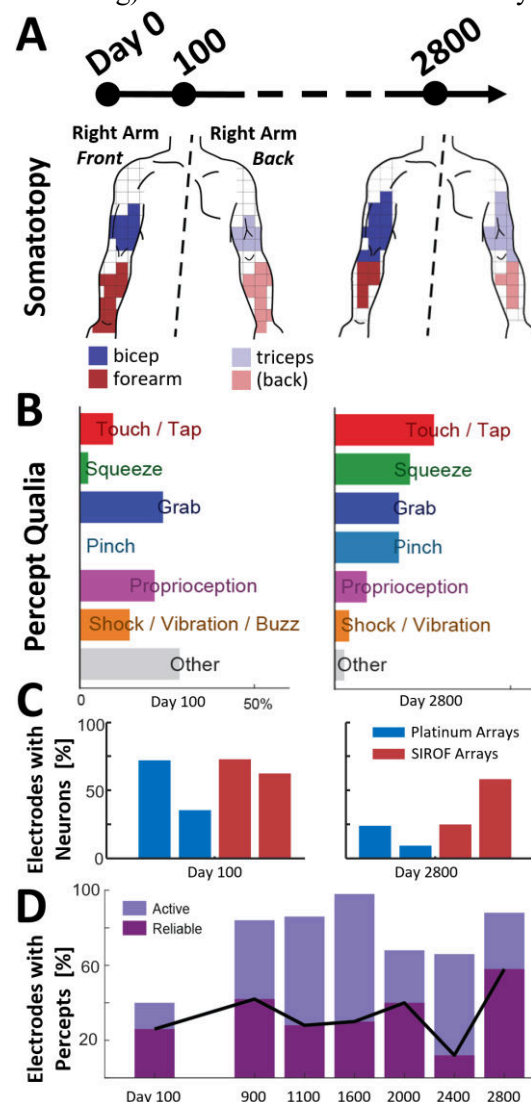 A
Day 0
100
2800
Right Arm
Front
Right Arm
Back
Somatotopy
bicep
forearm
triceps
(back)
B
Percept Qualia
Touch / Tap
Squeeze
Grab
Pinch
Proprioception
Shock / Vibration / Buzz
Other
0
Day 100
50%
Touch / Tap
Squeeze
Grab
Pinch
Proprioception
Shock / Vibration
Other
Day 2800
C
Electrodes with
Neurons [%]
100
50
0
Day 100
Platinum Arrays
SIROF Arrays
Day 2800
D
Electrodes with
Percepts [%]
100
60
20
Active
Reliable
Day 100
900
1100
1600
2000
2400
2800